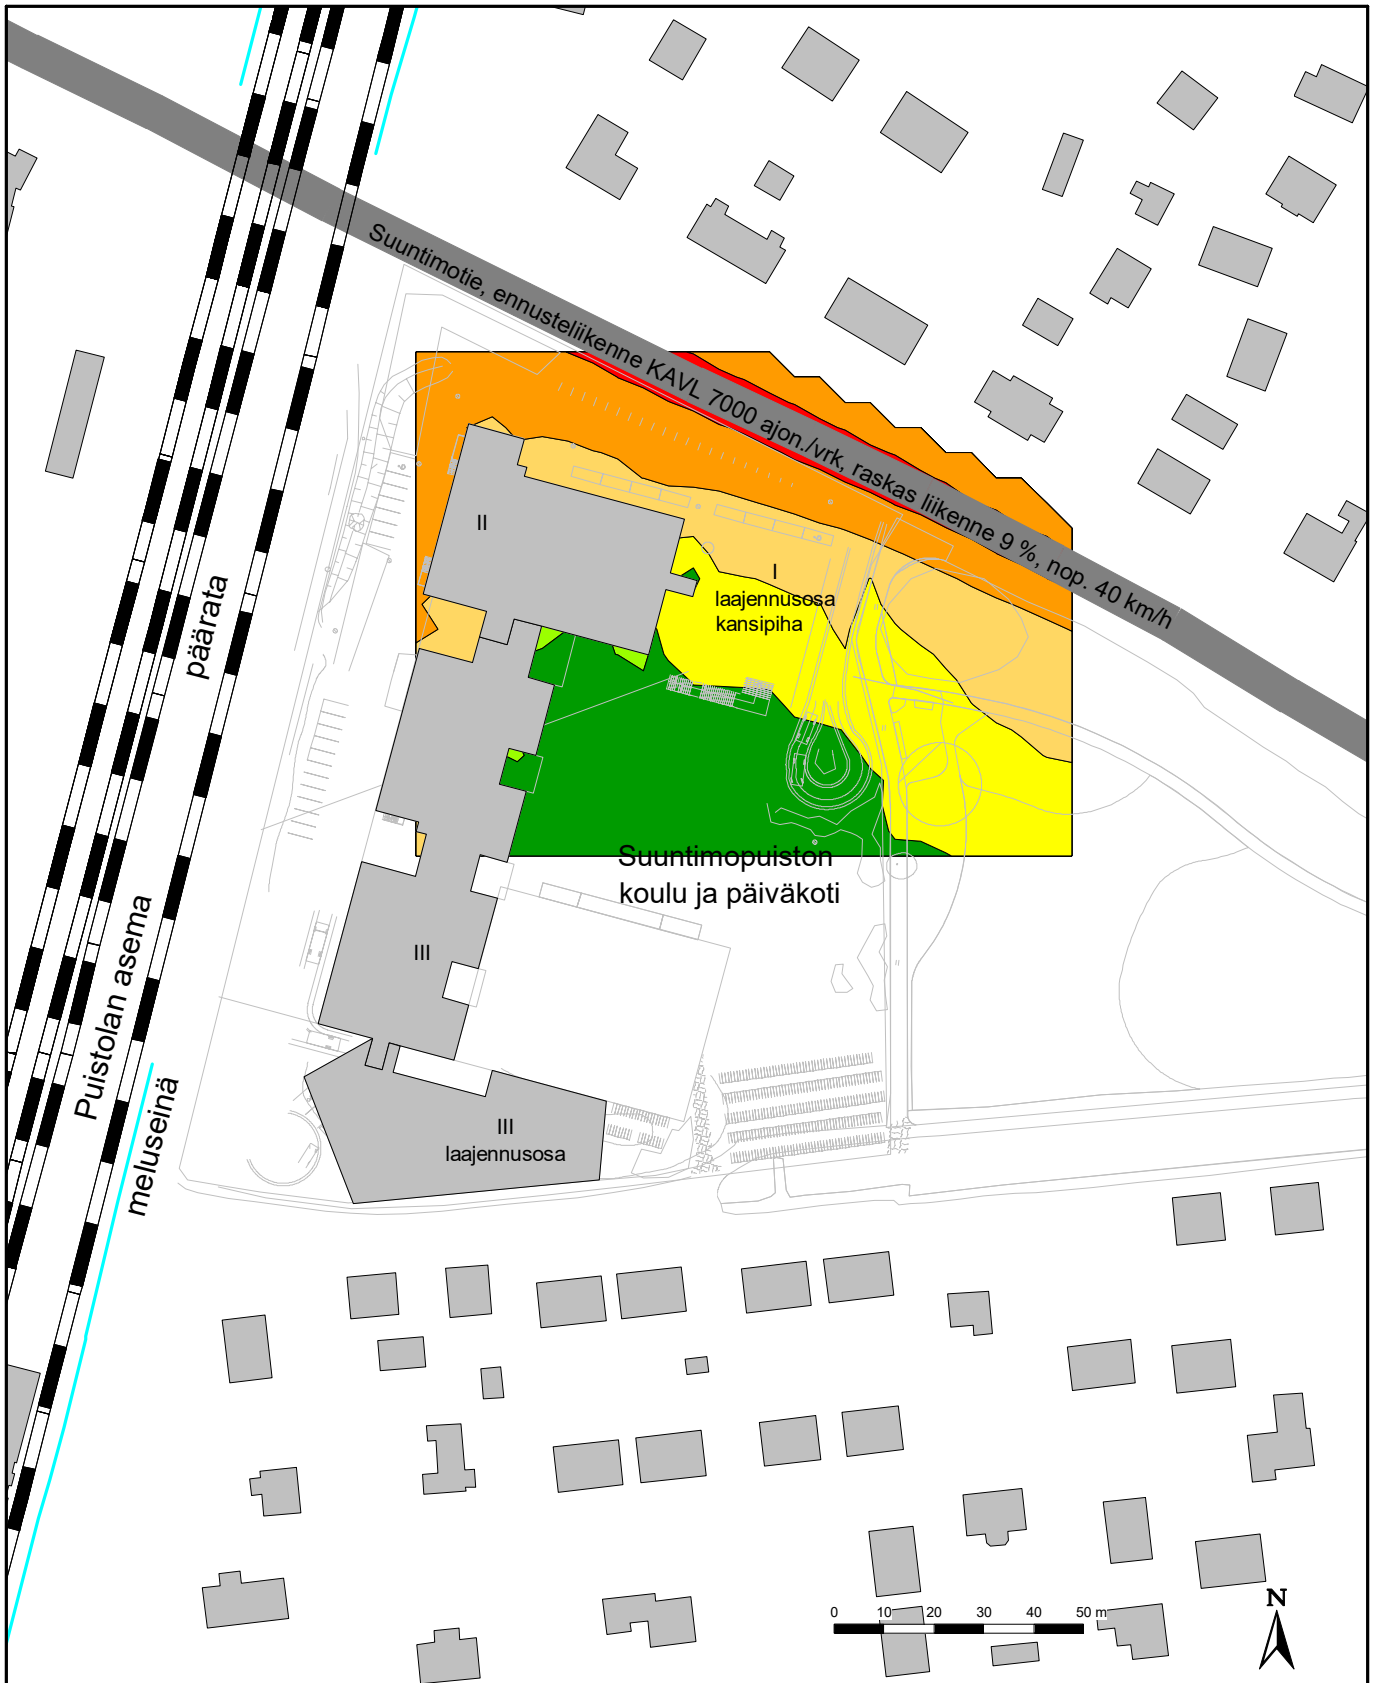 Suuntimotie, ennusteliikenne KAVL 7000 ajon./vrk, raskas liikenne 9 %, nop. 40 km/h
II
I
laajennusosa
kansipiha
päärata
Suuntimopuiston
koulu ja päiväkoti
III
Puistolan asema
meluseinä
III
laajennusosa
N
0 10 20 30 40 50 m